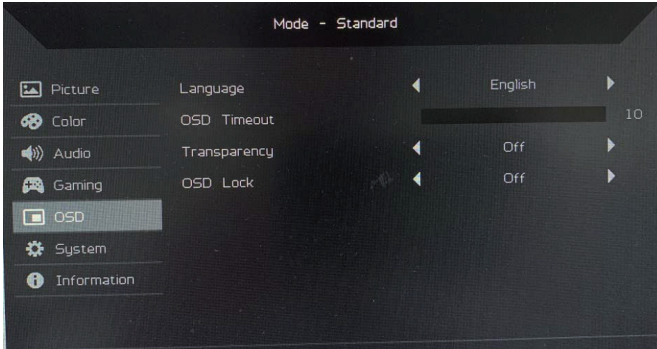 Mode - Standard
Picture
Language English
Color
OSD Timeout 10
Audio
Transparency Off
Gaming
OSD Lock Off
OSD
System
Information